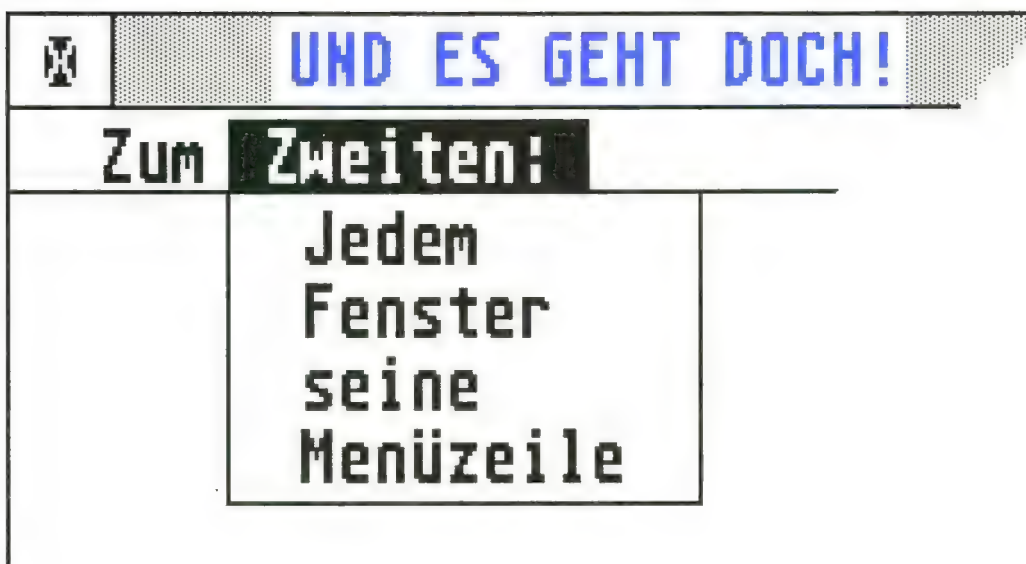 UND ES GEHT DOCH!
Zum Zweiten:
Jedem
Fenster
seine
Menüzeile